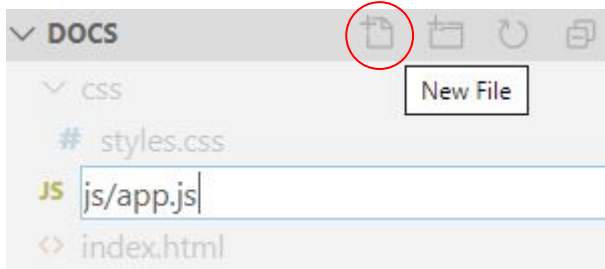 DOCS
New File
css
# styles.css
JS js/app.js
<> index.html